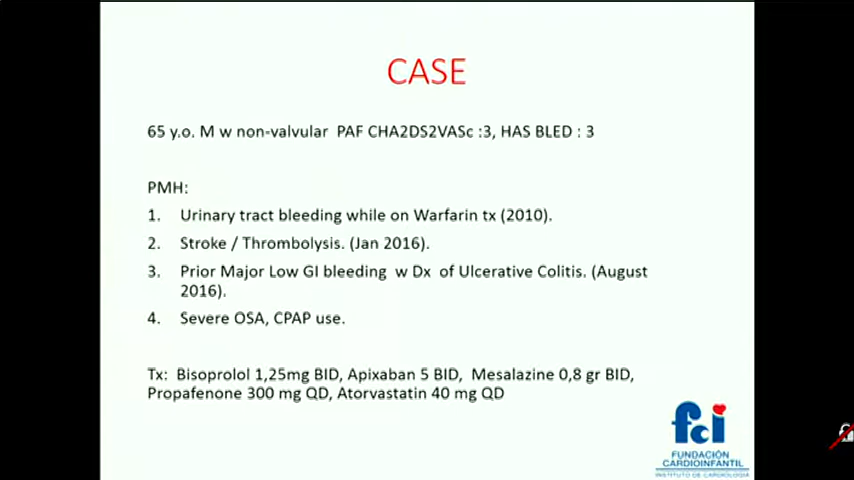 CASE
65 y.o. M w non-valvular PAF CHA2DS2VASc :3, HAS BLED : 3
PMH:
1. Urinary tract bleeding while on Warfarin tx (2010).
2. Stroke / Thrombolysis. (Jan 2016).
3. Prior Major Low GI bleeding w Dx of Ulcerative Colitis. (August
2016).
4. Severe OSA, CPAP use.
Tx: Bisoprolol 1,25mg BID, Apixaban 5 BID, Mesalazine 0,8 gr BID,
Propafenone 300 mg QD, Atorvastatin 40 mg QD
fci
FUNDACIÓN
CARDIOINFANTIL
INSTITUTO DE CARDIOLOGÍA